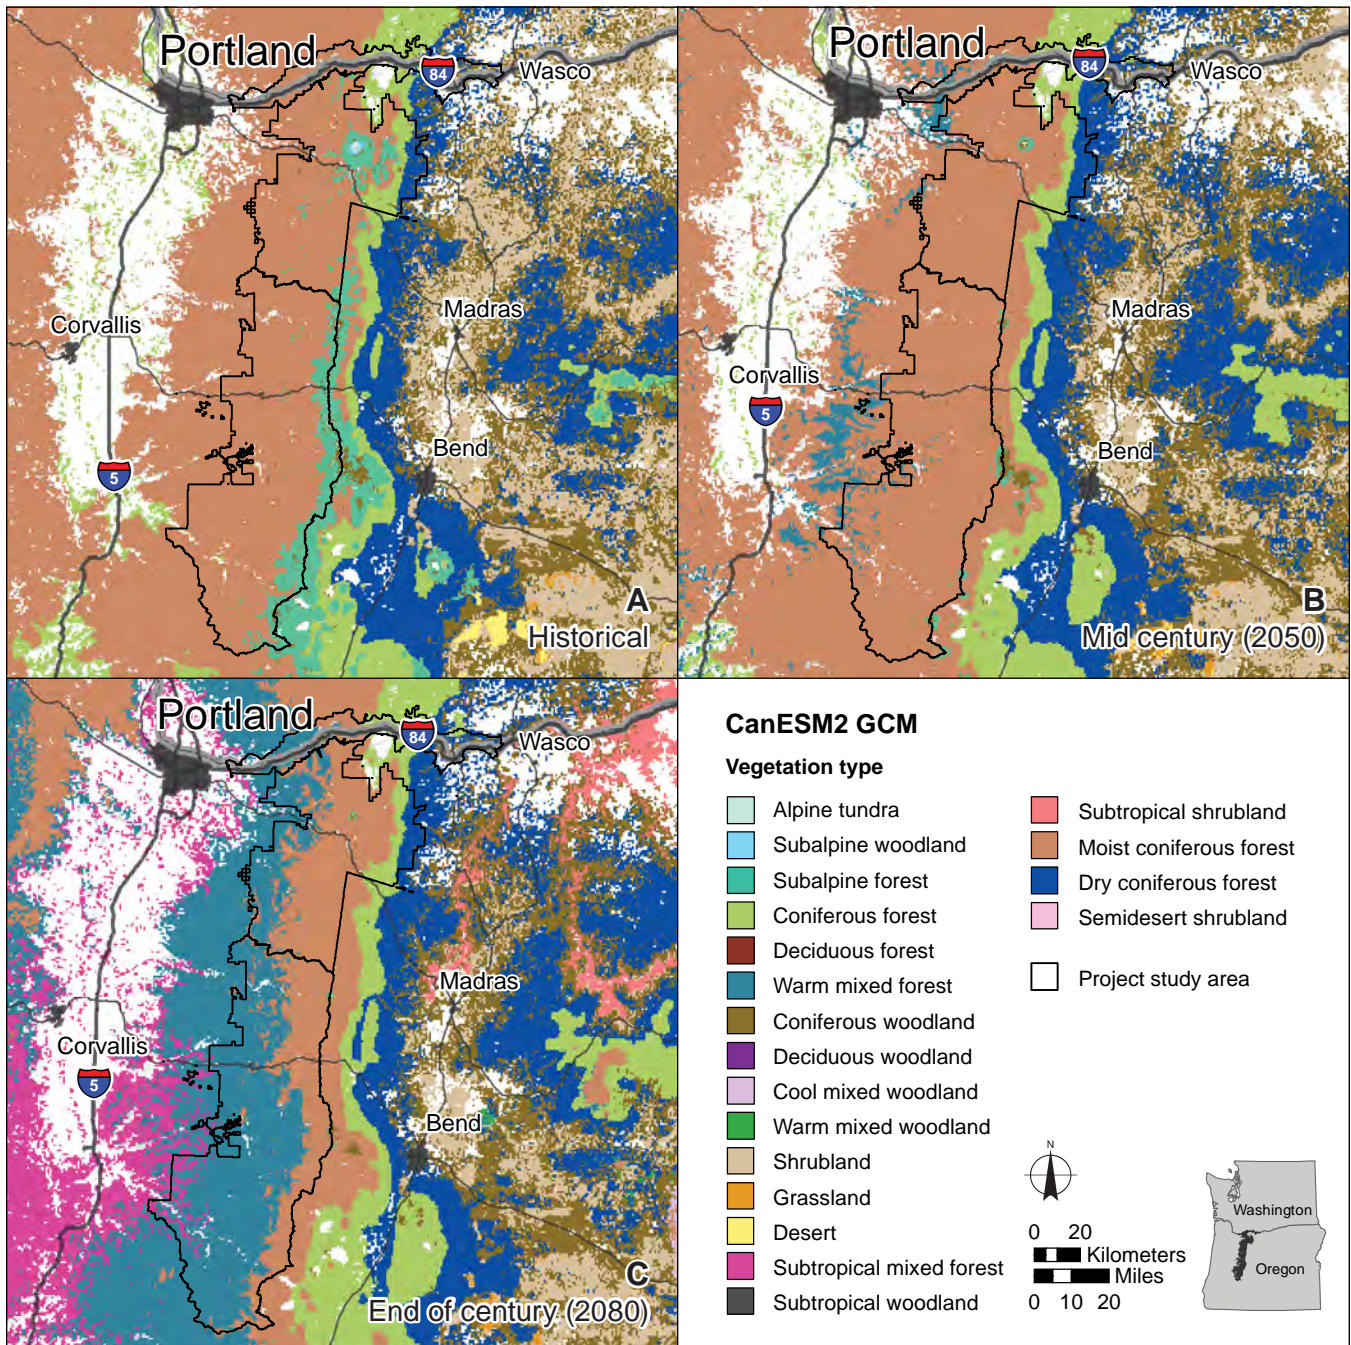 Portland
84
Wasco
Corvallis
Madras
Bend
5
A
Historical
Portland
84
Wasco
Madras
Corvallis
5
Bend
B
Mid century (2050)
Portland
84
Wasco
Madras
Corvallis
5
Bend
C
End of century (2080)
CanESM2 GCM
Vegetation type
Alpine tundra
Subalpine woodland
Subalpine forest
Coniferous forest
Deciduous forest
Warm mixed forest
Coniferous woodland
Deciduous woodland
Cool mixed woodland
Warm mixed woodland
Shrubland
Grassland
Desert
Subtropical mixed forest
Subtropical woodland
Subtropical shrubland
Moist coniferous forest
Dry coniferous forest
Semidesert shrubland
Project study area
N
0 20
Kilometers
Miles
0 10 20
Washington
Oregon